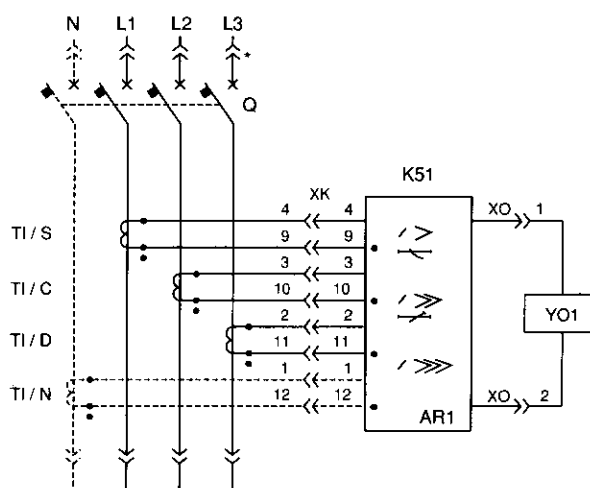 N L1 L2 L3
*
Q
XK K51
4 4 XO 1
TI / S
9 9
3 3
TI / C
10 10
YO1
2 2
TI / D
11 11
1 1
TI / N
12 12 XO 2
AR1